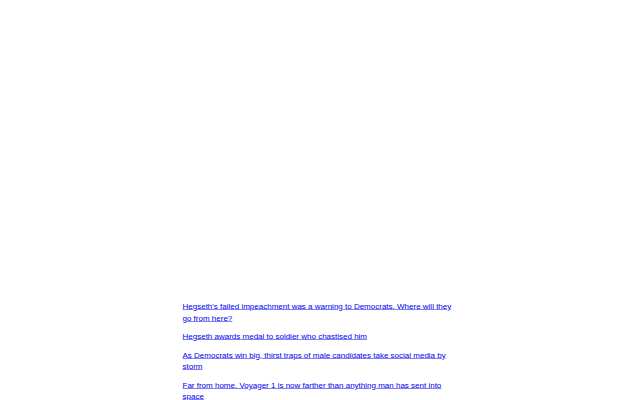 Hegseth's failed impeachment was a warning to Democrats. Where will they
go from here?
Hegseth awards medal to soldier who chastised him
As Democrats win big, thirst traps of male candidates take social media by
storm
Far from home, Voyager 1 is now farther than anything man has sent into
space